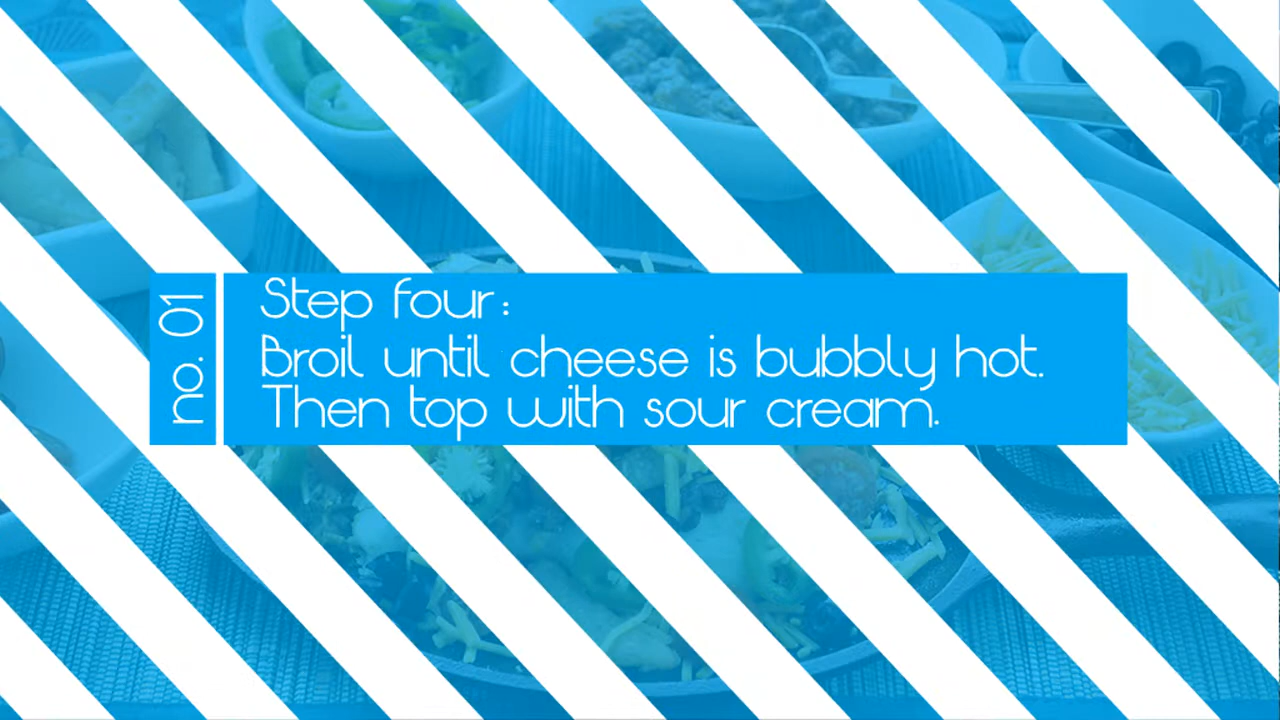 no. 01
Step four:
Broil until cheese is bubbly hot.
Then top with sour cream.